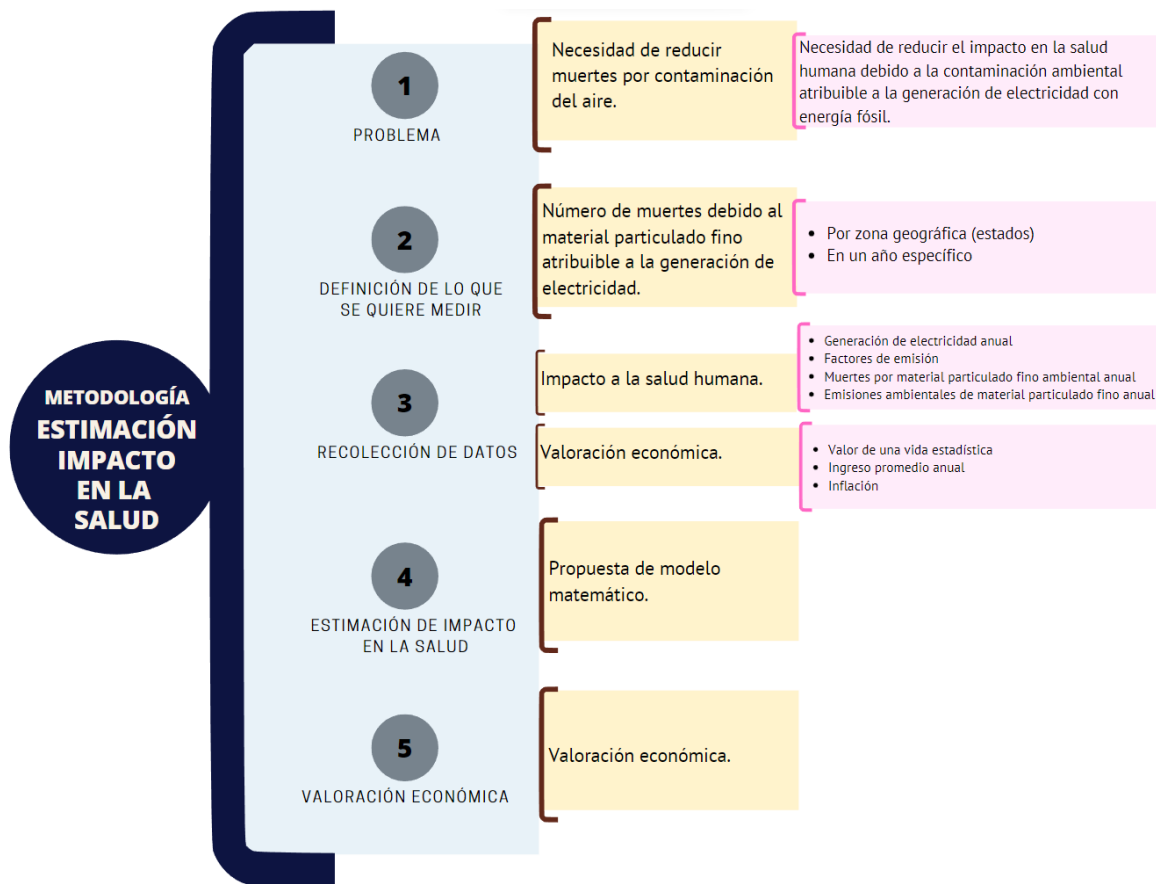 METODOLOGÍA
ESTIMACIÓN
IMPACTO
EN LA
SALUD
1
PROBLEMA
Necesidad de reducir
muertes por contaminación
del aire.
Necesidad de reducir el impacto en la salud
humana debido a la contaminación ambiental
atribuible a la generación de electricidad con
energía fósil.
2
DEFINICIÓN DE LO QUE
SE QUIERE MEDIR
Número de muertes debido al
material particulado fino
atribuible a la generación de
electricidad.
• Por zona geográfica (estados)
• En un año específico
3
RECOLECCIÓN DE DATOS
Impacto a la salud humana.
• Generación de electricidad anual
• Factores de emisión
• Muertes por material particulado fino ambiental anual
• Emisiones ambientales de material particulado fino anual
Valoración económica.
• Valor de una vida estadística
• Ingreso promedio anual
• Inflación
4
ESTIMACIÓN DE IMPACTO
EN LA SALUD
Propuesta de modelo
matemático.
5
VALORACIÓN ECONÓMICA
Valoración económica.